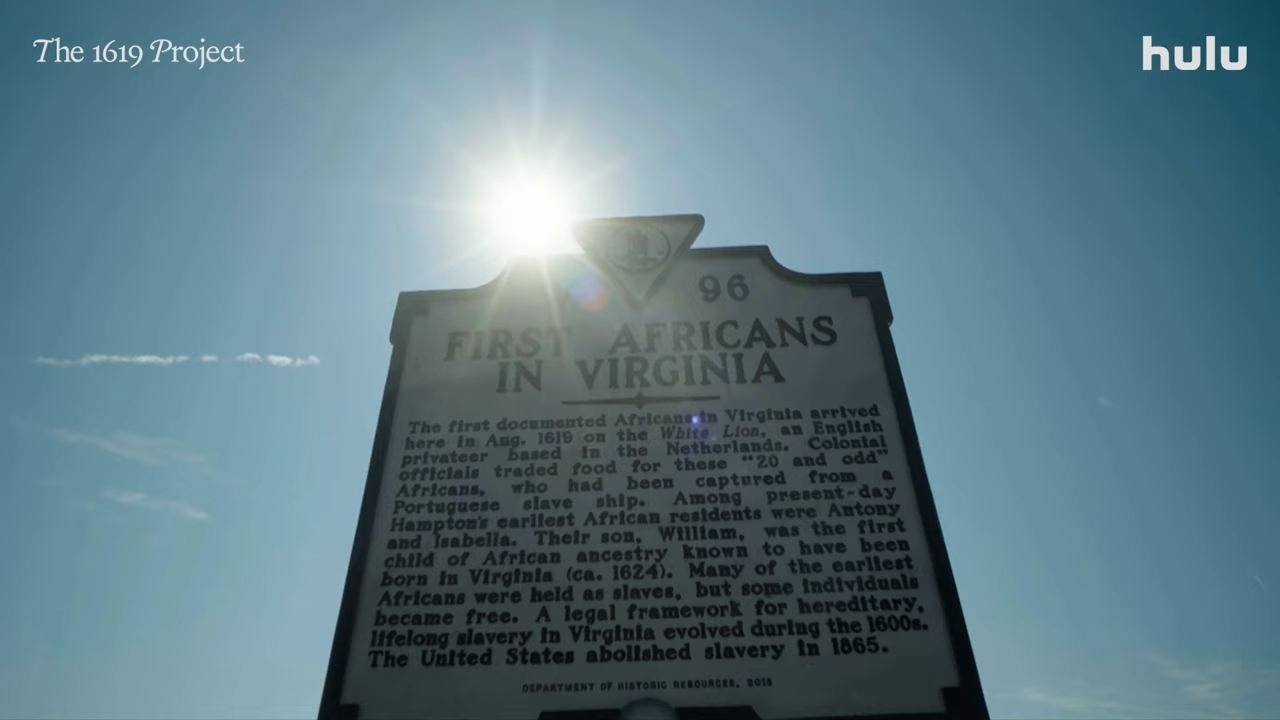 The 1619 Project
hulu
96
FIRST AFRICANS
IN VIRGINIA
The first documented Africans in Virginia arrived
here in Aug. 1619 on the White Lion, an English
privateer based in the Netherlands. Colonial
officials traded food for these "20 and odd"
Africans, who had been captured from a
Portuguese slave ship. Among present-day
Hampton's earliest African residents were Antony
and Isabella. Their son, William, was the first
child of African ancestry known to have been
born in Virginia (ca. 1624). Many of the earliest
Africans were held as slaves, but some individuals
became free. A legal framework for hereditary,
lifelong slavery in Virginia evolved during the 1600s.
The United States abolished slavery in 1865.
DEPARTMENT OF HISTORIC RESOURCES, 2015